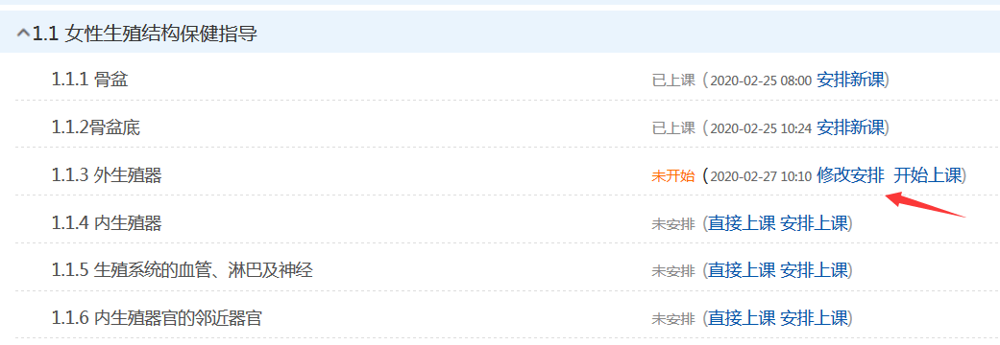 1.1 女性生殖结构保健指导
1.1.1 骨盆 已上课 (2020-02-25 08:00 安排新课)
1.1.2骨盆底 已上课 (2020-02-25 10:24 安排新课)
1.1.3 外生殖器 未开始 (2020-02-27 10:10 修改安排 开始上课)
1.1.4 内生殖器 未安排 (直接上课 安排上课)
1.1.5 生殖系统的血管、淋巴及神经 未安排 (直接上课 安排上课)
1.1.6 内生殖器官的邻近器官 未安排 (直接上课 安排上课)